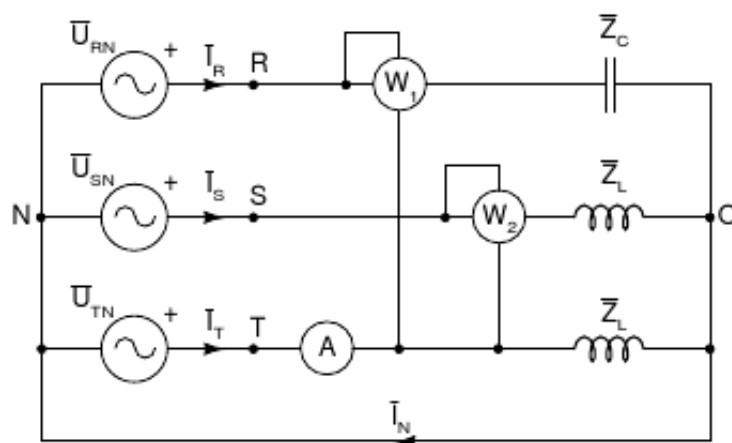 U̅RN + I̅R R W1 Z̅C
U̅SN + I̅S S W2 Z̅L
N O
U̅TN + I̅T T A Z̅L
I̅N